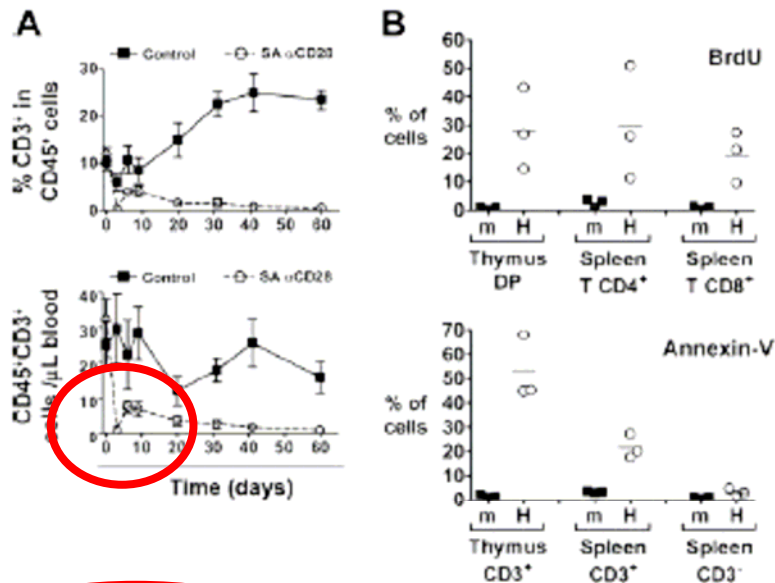 A
Control SA αCD28
% CD3⁺ in
CD45⁺ cells
30
20
10
0
0 10 20 30 40 50 60
Control SA αCD28
CD45⁺CD3⁺
cells /µL blood
40
30
20
10
0
0 10 20 30 40 50 60
Time (days)
B
BrdU
% of
cells
60
50
40
30
20
10
0
m H m H m H
Thymus Spleen Spleen
DP T CD4⁺ T CD8⁺
Annexin-V
% of
cells
70
60
50
40
30
20
10
0
m H m H m H
Thymus Spleen Spleen
CD3⁺ CD3⁺ CD3⁻